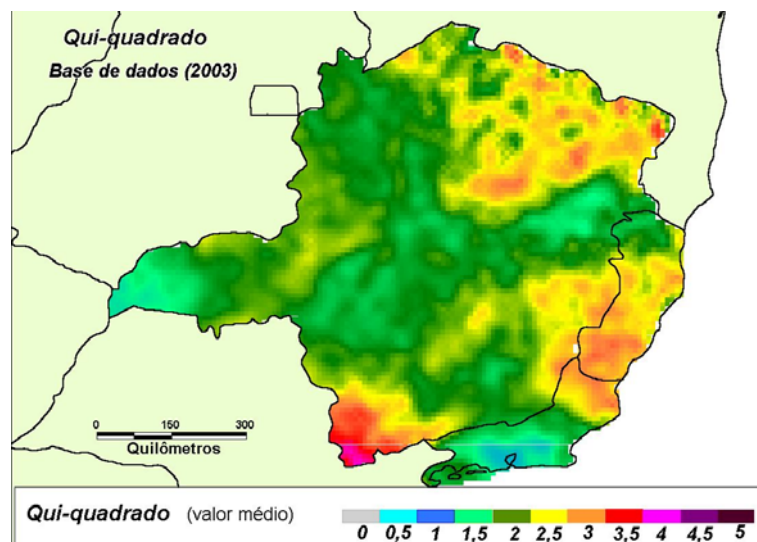 Qui-quadrado
Base de dados (2003)
0 150 300
Quilômetros
Qui-quadrado (valor médio)
0 0,5 1 1,5 2 2,5 3 3,5 4 4,5 5